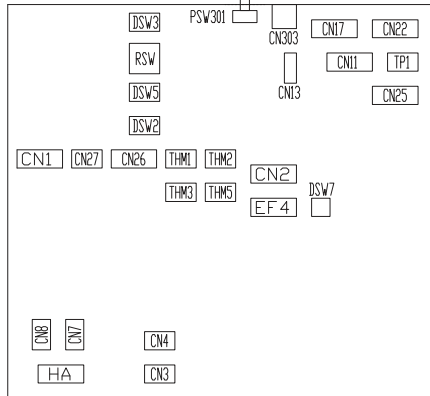 DSW3 PSW301 CN17 CN22
CN303
RSW CN11 TP1
DSW5 CN13 CN25
DSW2
CN1 CN27 CN26 THM1 THM2
CN2
THM3 THM5 DSW7
EF4
CN8 CN7 CN4
HA CN3